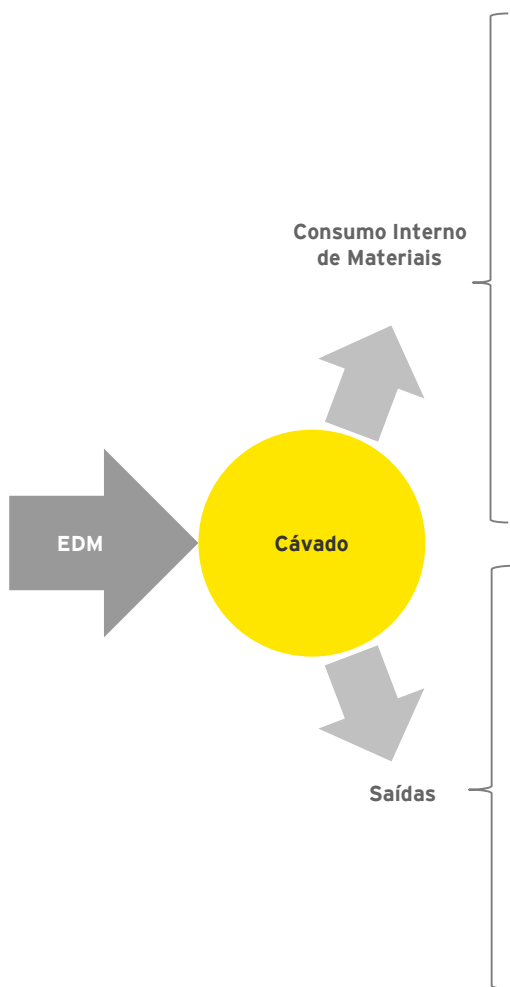 Consumo Interno
de Materiais
EDM
Cávado
Saídas